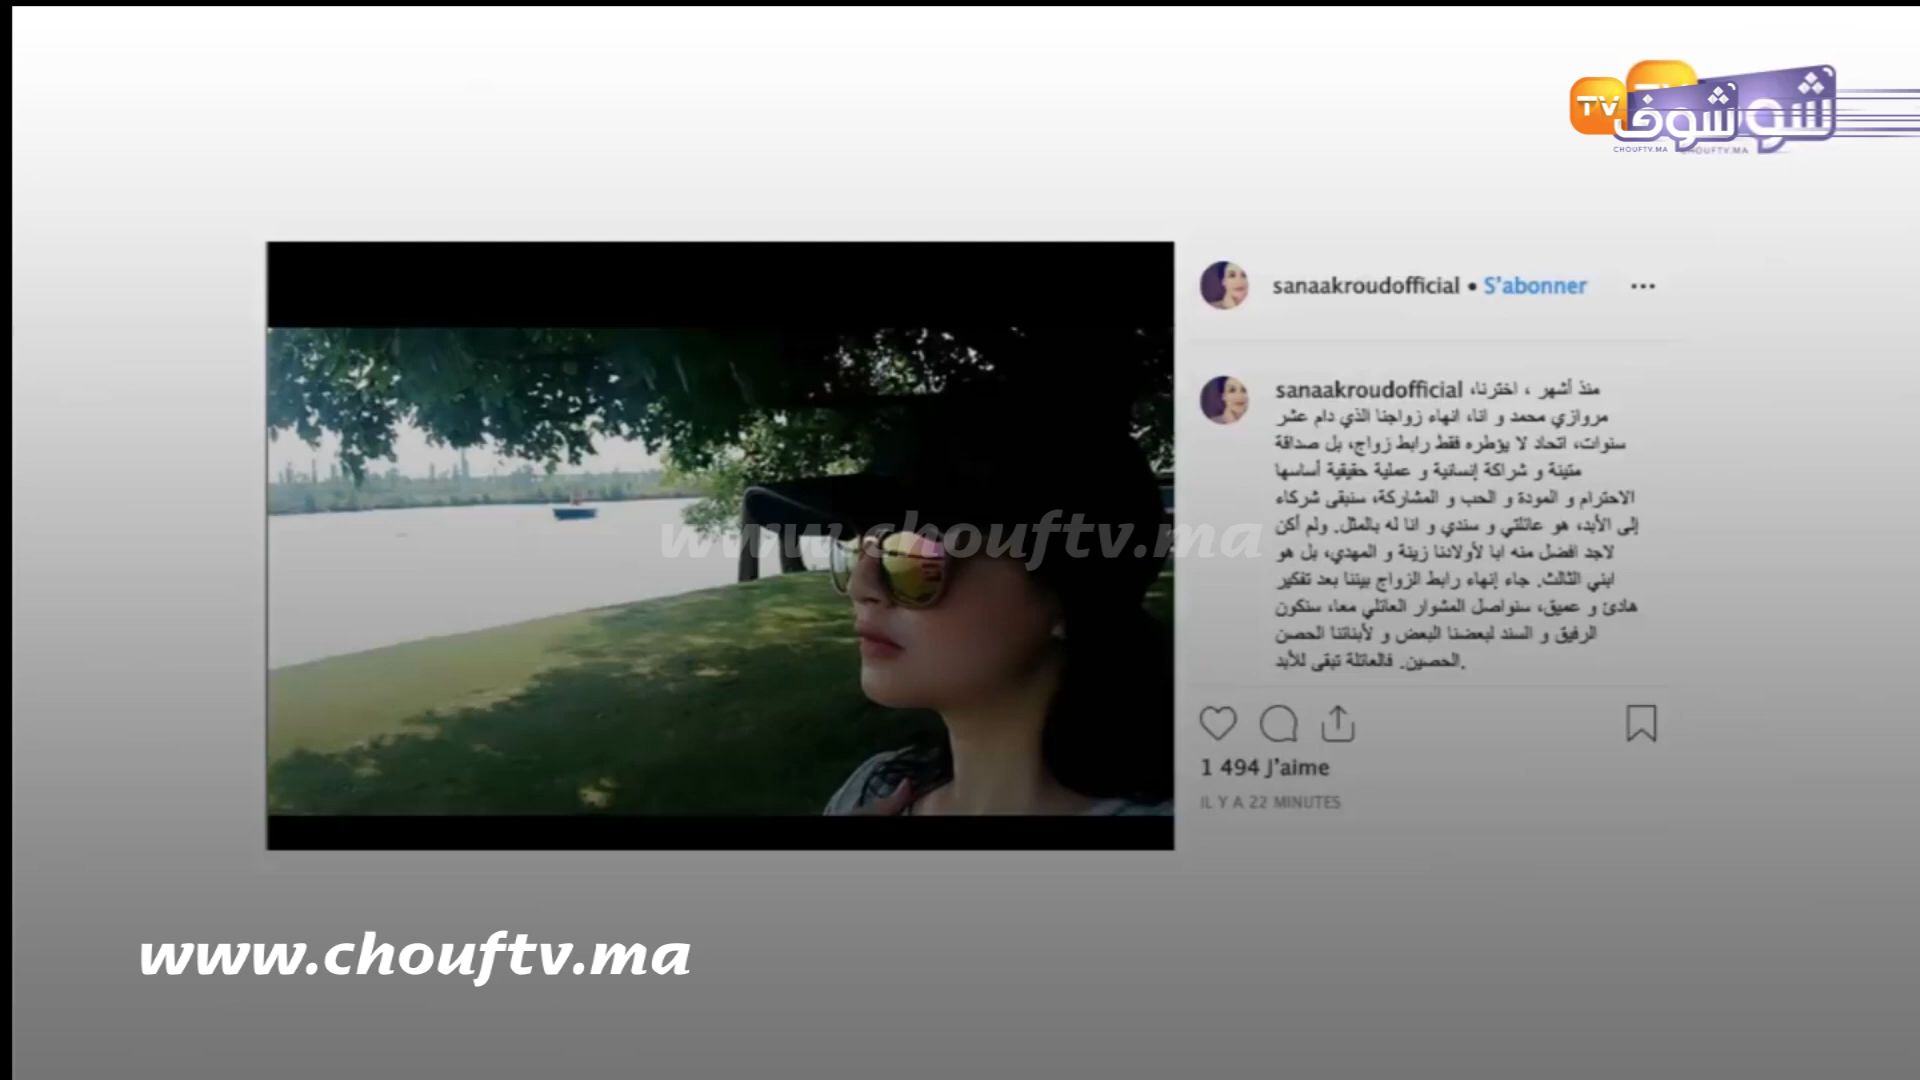 TV شوف
TV شو
CHOUFTV.MA
CHOUFTV.MA
sanaakroudofficial • S'abonner
sanaakroudofficial منذ أشهر ، اخترنا،
مروازي محمد و انا، انهاء زواجنا الذي دام عشر
سنوات، اتحاد لا يؤطره فقط رابط زواج، بل صداقة
متينة و شراكة إنسانية و عملية حقيقية أساسها
الاحترام و المودة و الحب و المشاركة، سنبقى شركاء
إلى الأبد، هو عائلتي و سندي و انا له بالمثل. ولم أكن
لاجد افضل منه ابا لأولادنا زينة و المهدي، بل هو
ابني الثالث. جاء إنهاء رابط الزواج بيننا بعد تفكير
هادئ و عميق، سنواصل المشوار العائلي معا، سنكون
الرفيق و السند لبعضنا البعض و لأبنائنا الحصن
الحصين. فالعائلة تبقى للأبد.
www.chouftv.ma
1 494 J'aime
IL Y A 22 MINUTES
www.chouftv.ma